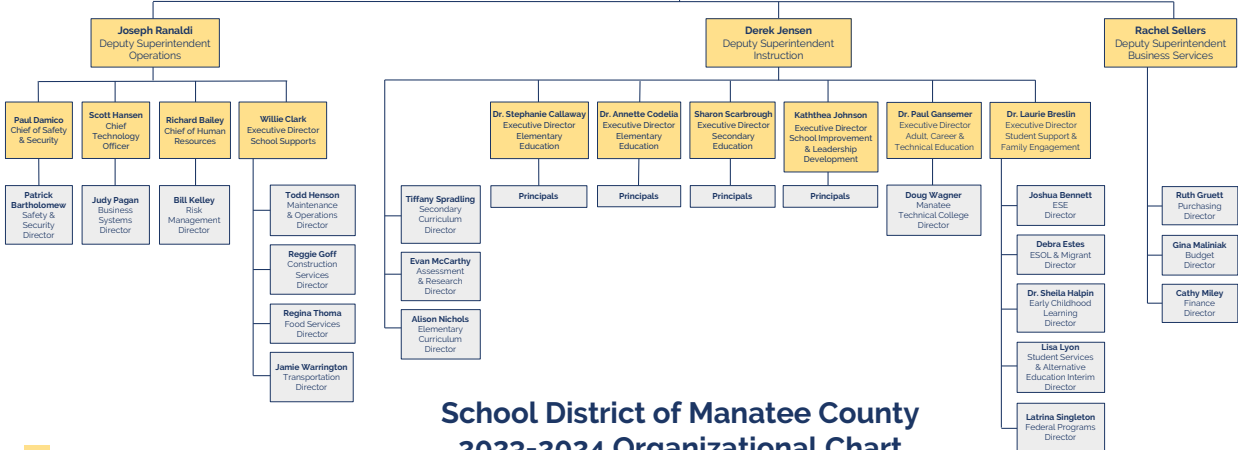 Joseph Ranaldi
Deputy Superintendent
Operations
Derek Jensen
Deputy Superintendent
Instruction
Rachel Sellers
Deputy Superintendent
Business Services
Paul Damico
Chief of Safety
& Security
Scott Hansen
Chief
Technology
Officer
Richard Bailey
Chief of Human
Resources
Willie Clark
Executive Director
School Supports
Dr. Stephanie Callaway
Executive Director
Elementary
Education
Dr. Annette Codelia
Executive Director
Elementary
Education
Sharon Scarbrough
Executive Director
Secondary
Education
Kaththea Johnson
Executive Director
School Improvement
& Leadership
Development
Dr. Paul Gansemer
Executive Director
Adult, Career &
Technical Education
Dr. Laurie Breslin
Executive Director
Student Support &
Family Engagement
Patrick
Bartholomew
Safety &
Security
Director
Judy Pagan
Business
Systems
Director
Bill Kelley
Risk
Management
Director
Todd Henson
Maintenance
& Operations
Director
Reggie Goff
Construction
Services
Director
Regina Thoma
Food Services
Director
Jamie Warrington
Transportation
Director
Tiffany Spradling
Secondary
Curriculum
Director
Evan McCarthy
Assessment
& Research
Director
Alison Nichols
Elementary
Curriculum
Director
Principals
Principals
Principals
Principals
Doug Wagner
Manatee
Technical College
Director
Joshua Bennett
ESE
Director
Debra Estes
ESOL & Migrant
Director
Dr. Sheila Halpin
Early Childhood
Learning
Director
Lisa Lyon
Student Services
& Alternative
Education Interim
Director
Latrina Singleton
Federal Programs
Director
Ruth Gruett
Purchasing
Director
Gina Maliniak
Budget
Director
Cathy Miley
Finance
Director
School District of Manatee County
2023-2024 Organizational Chart